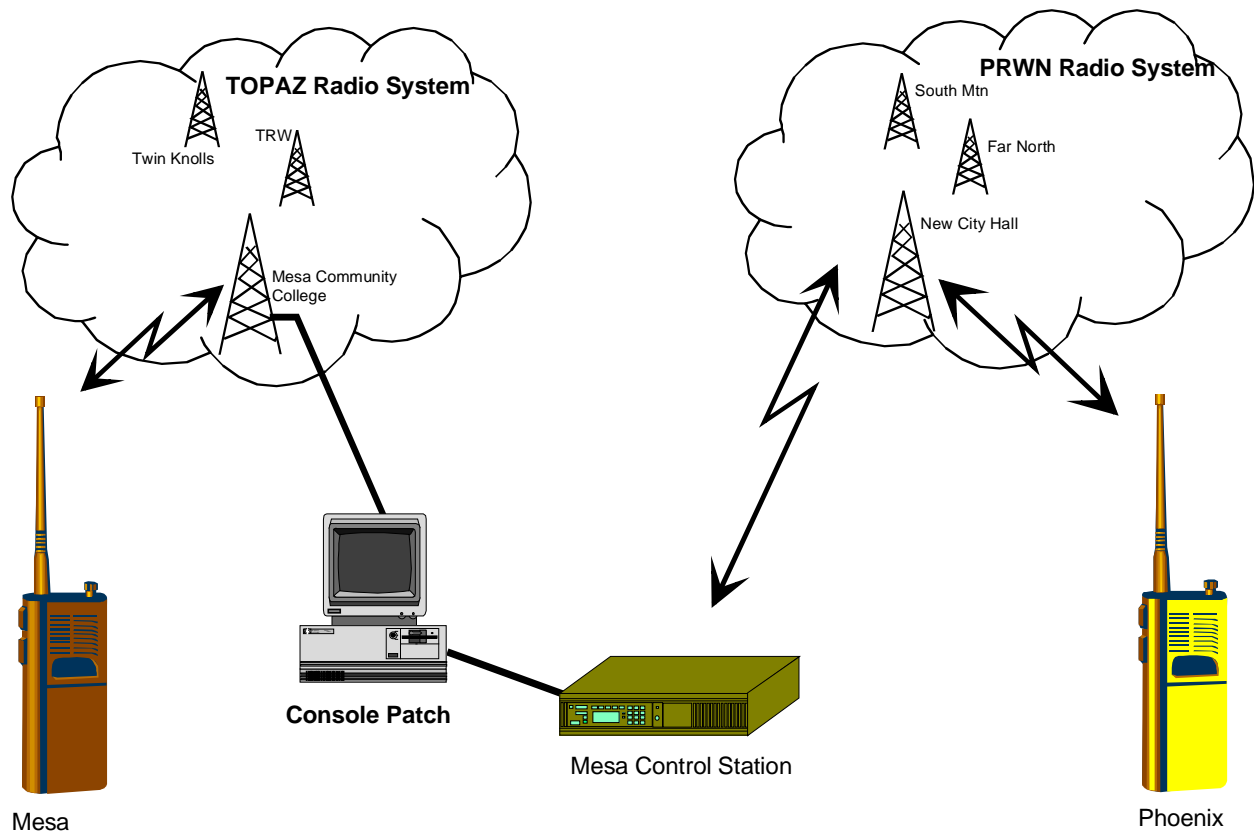 TOPAZ Radio System
Twin Knolls
TRW
Mesa Community
College
PRWN Radio System
South Mtn
Far North
New City Hall
Console Patch
Mesa Control Station
Mesa
Phoenix